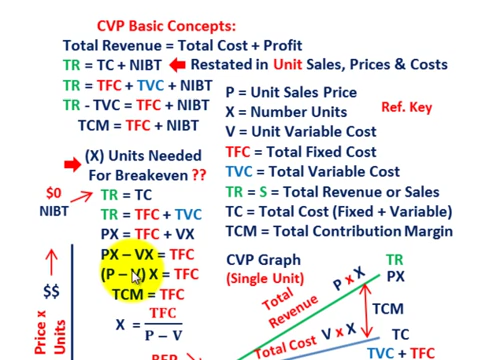 CVP Basic Concepts:
Total Revenue = Total Cost + Profit
TR = TC + NIBT
Restated in Unit Sales, Prices & Costs
TR = TFC + TVC + NIBT
TR - TVC = TFC + NIBT
TCM = TFC + NIBT
P = Unit Sales Price
X = Number Units
V = Unit Variable Cost
TFC = Total Fixed Cost
TVC = Total Variable Cost
TR = S = Total Revenue or Sales
TC = Total Cost (Fixed + Variable)
TCM = Total Contribution Margin
Ref. Key
(X) Units Needed
For Breakeven ??
$0
NIBT
TR = TC
TR = TFC + TVC
PX = TFC + VX
PX – VX = TFC
(P – V) X = TFC
TCM = TFC
X = TFC
P – V
BEP
$$
Price x
Units
CVP Graph
(Single Unit)
Total
Revenue
P x X
TR
PX
TCM
Total Cost
V x X
TC
TVC + TFC